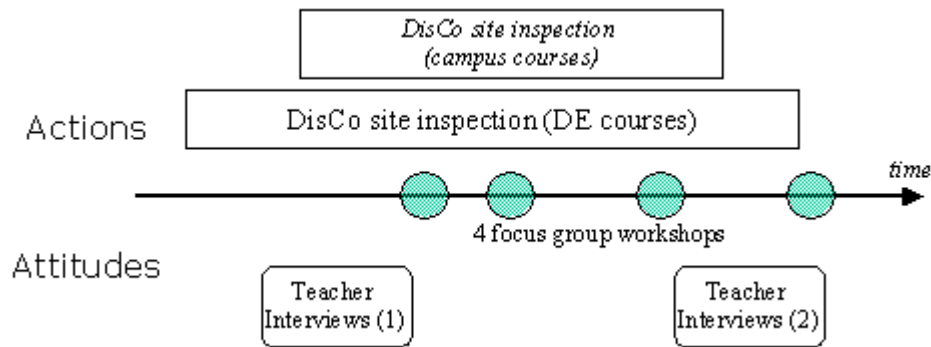 DisCo site inspection
(campus courses)
Actions
DisCo site inspection (DE courses)
time
4 focus group workshops
Attitudes
Teacher
Interviews (1)
Teacher
Interviews (2)